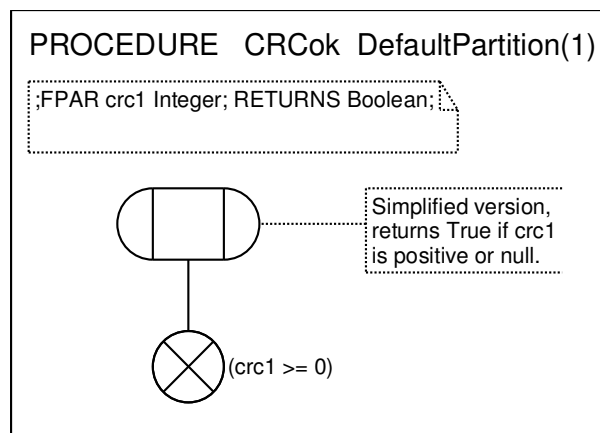 PROCEDURE CRCok DefaultPartition(1)
;FPAR crc1 Integer; RETURNS Boolean;
Simplified version,
returns True if crc1
is positive or null.
(crc1 >= 0)